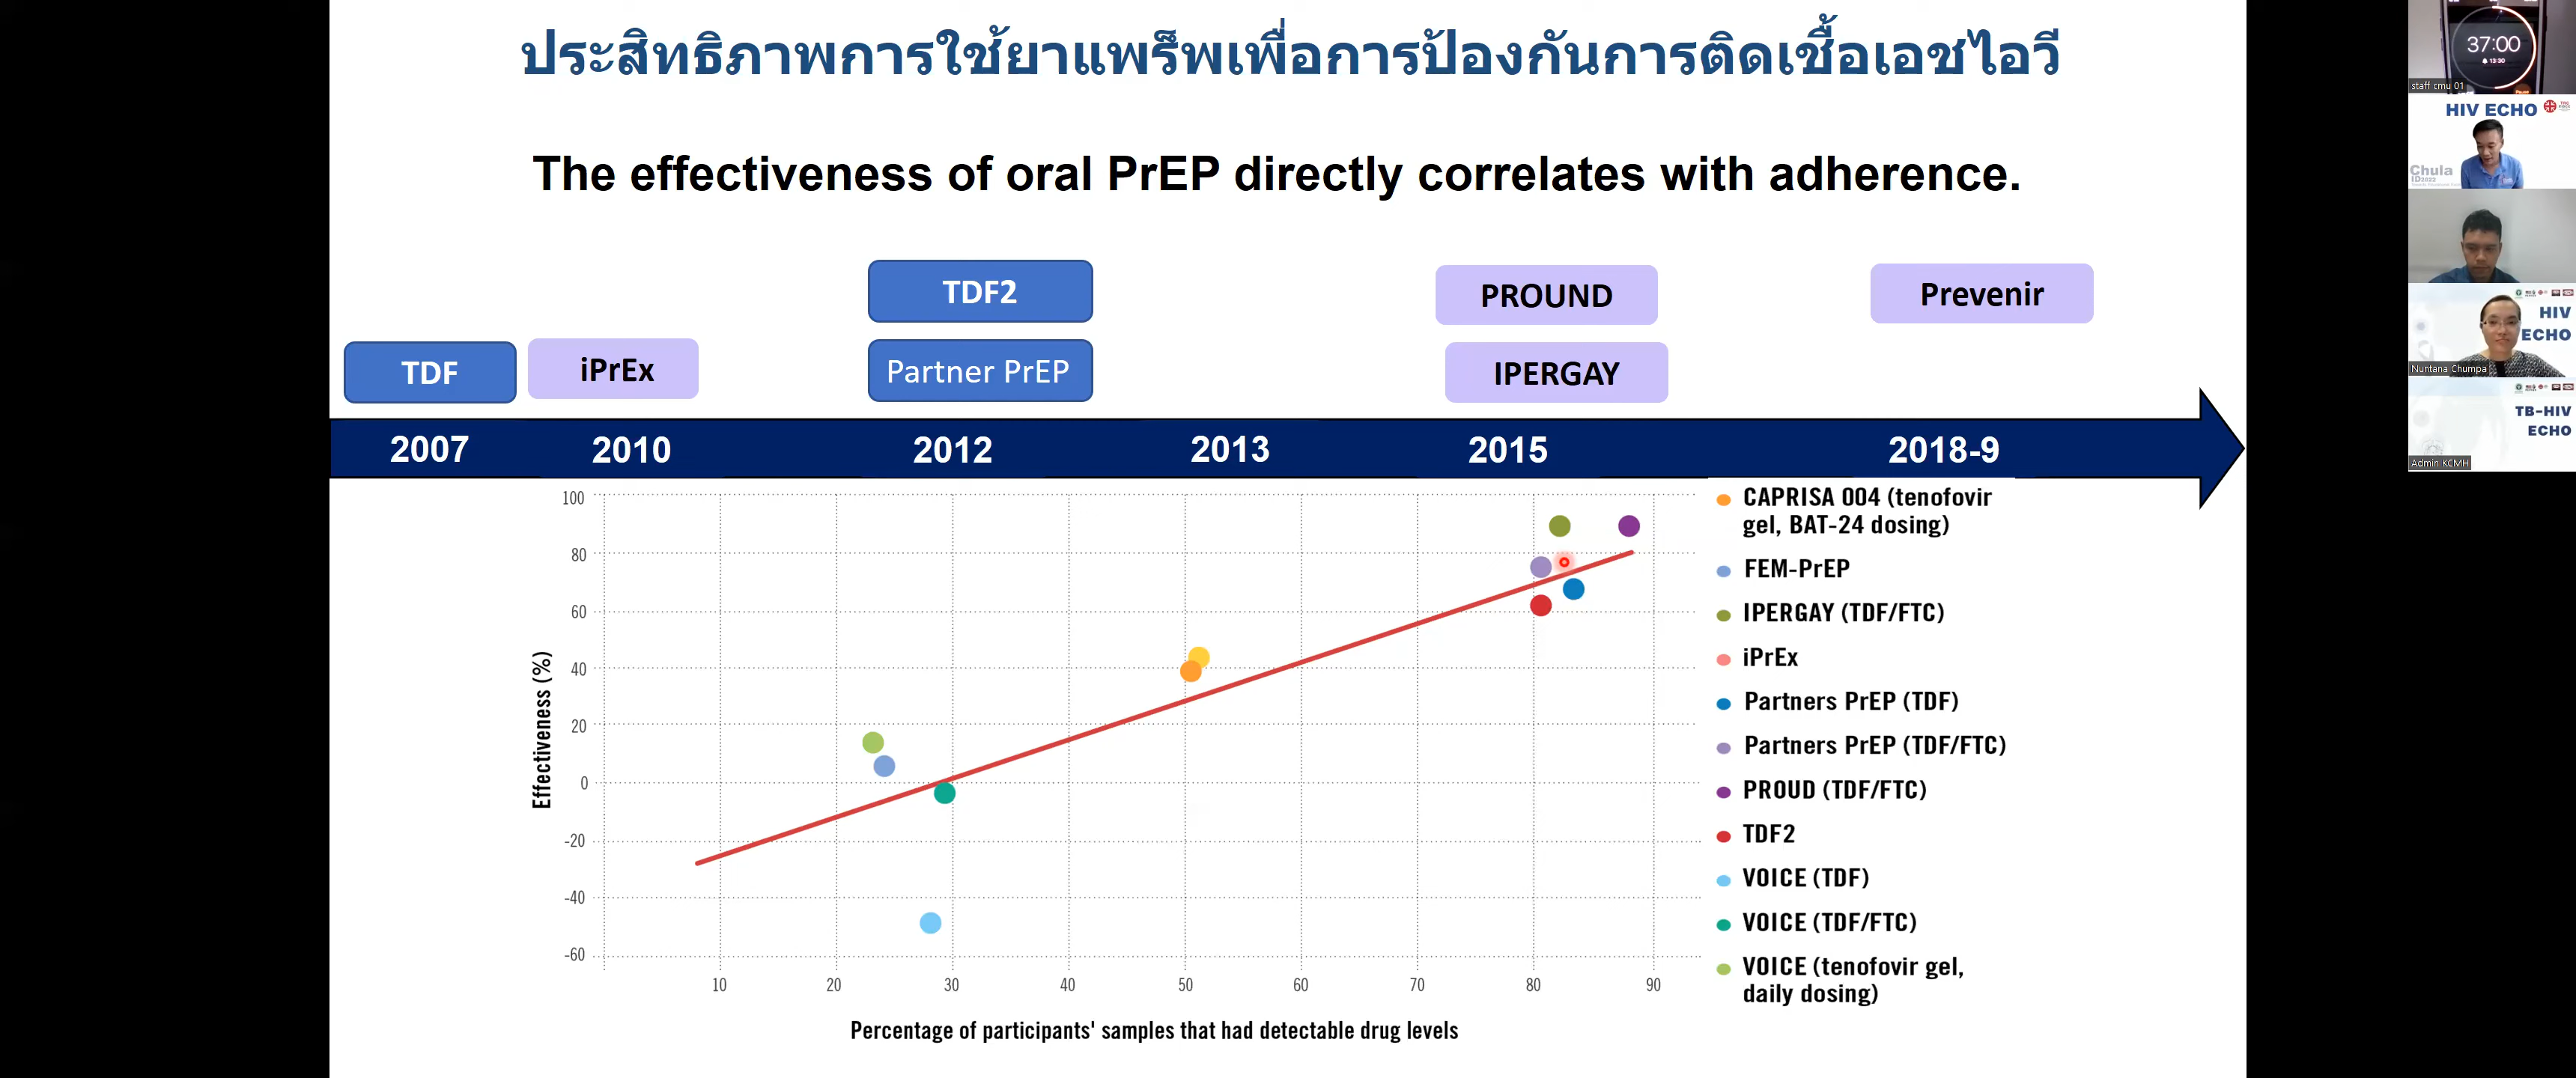 ประสิทธิภาพการใช้ยาแพร็พเพื่อการป้องกันการติดเชื้อเอชไอวี
The effectiveness of oral PrEP directly correlates with adherence.
TDF2
PROUND
Prevenir
TDF
iPrEx
Partner PrEP
IPERGAY
2007
2010
2012
2013
2015
2018-9
100
80
60
40
20
0
-20
-40
-60
Effectiveness (%)
10
20
30
40
50
60
70
80
90
Percentage of participants' samples that had detectable drug levels
CAPRISA 004 (tenofovir
gel, BAT-24 dosing)
FEM-PrEP
IPERGAY (TDF/FTC)
iPrEx
Partners PrEP (TDF)
Partners PrEP (TDF/FTC)
PROUD (TDF/FTC)
TDF2
VOICE (TDF)
VOICE (TDF/FTC)
VOICE (tenofovir gel,
daily dosing)
37:00
13:30
staff cmu 01
HIV ECHO
Chula
ID2022
HIV
ECHO
Nuntana Chumpa
TB-HIV
ECHO
Admin KCMH